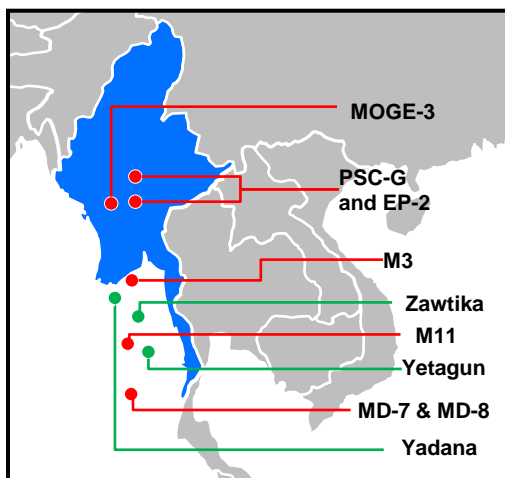 MOGE-3
PSC-G
and EP-2
M3
Zawtika
M11
Yetagun
MD-7 & MD-8
Yadana